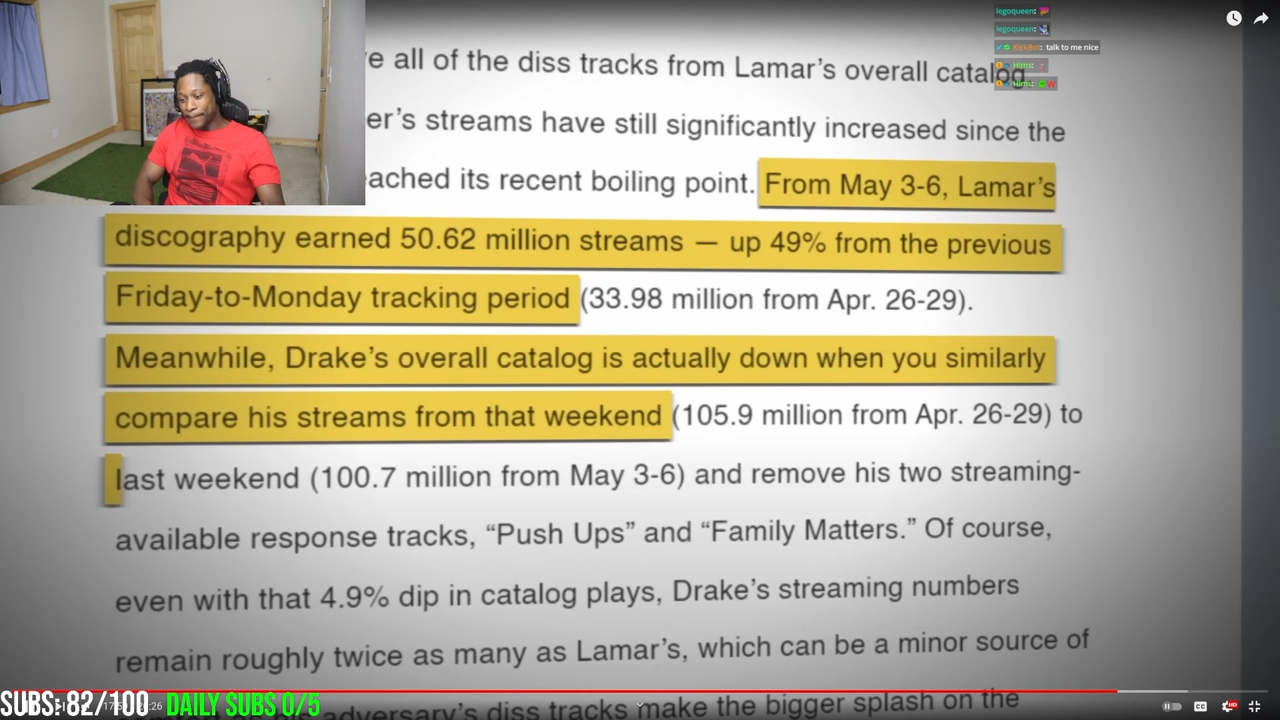 legoqueen:
legoqueen:
KickBot: talk to me nice
Hims: ?
Hims: W
e all of the diss tracks from Lamar's overall catalog
er's streams have still significantly increased since the
ached its recent boiling point. From May 3-6, Lamar's
discography earned 50.62 million streams — up 49% from the previous
Friday-to-Monday tracking period (33.98 million from Apr. 26-29).
Meanwhile, Drake's overall catalog is actually down when you similarly
compare his streams from that weekend (105.9 million from Apr. 26-29) to
last weekend (100.7 million from May 3-6) and remove his two streaming-
available response tracks, “Push Ups” and “Family Matters.” Of course,
even with that 4.9% dip in catalog plays, Drake's streaming numbers
remain roughly twice as many as Lamar's, which can be a minor source of
adversary's diss tracks make the bigger splash on the
SUBS: 82/100 DAILY SUBS 0/5
CC HD